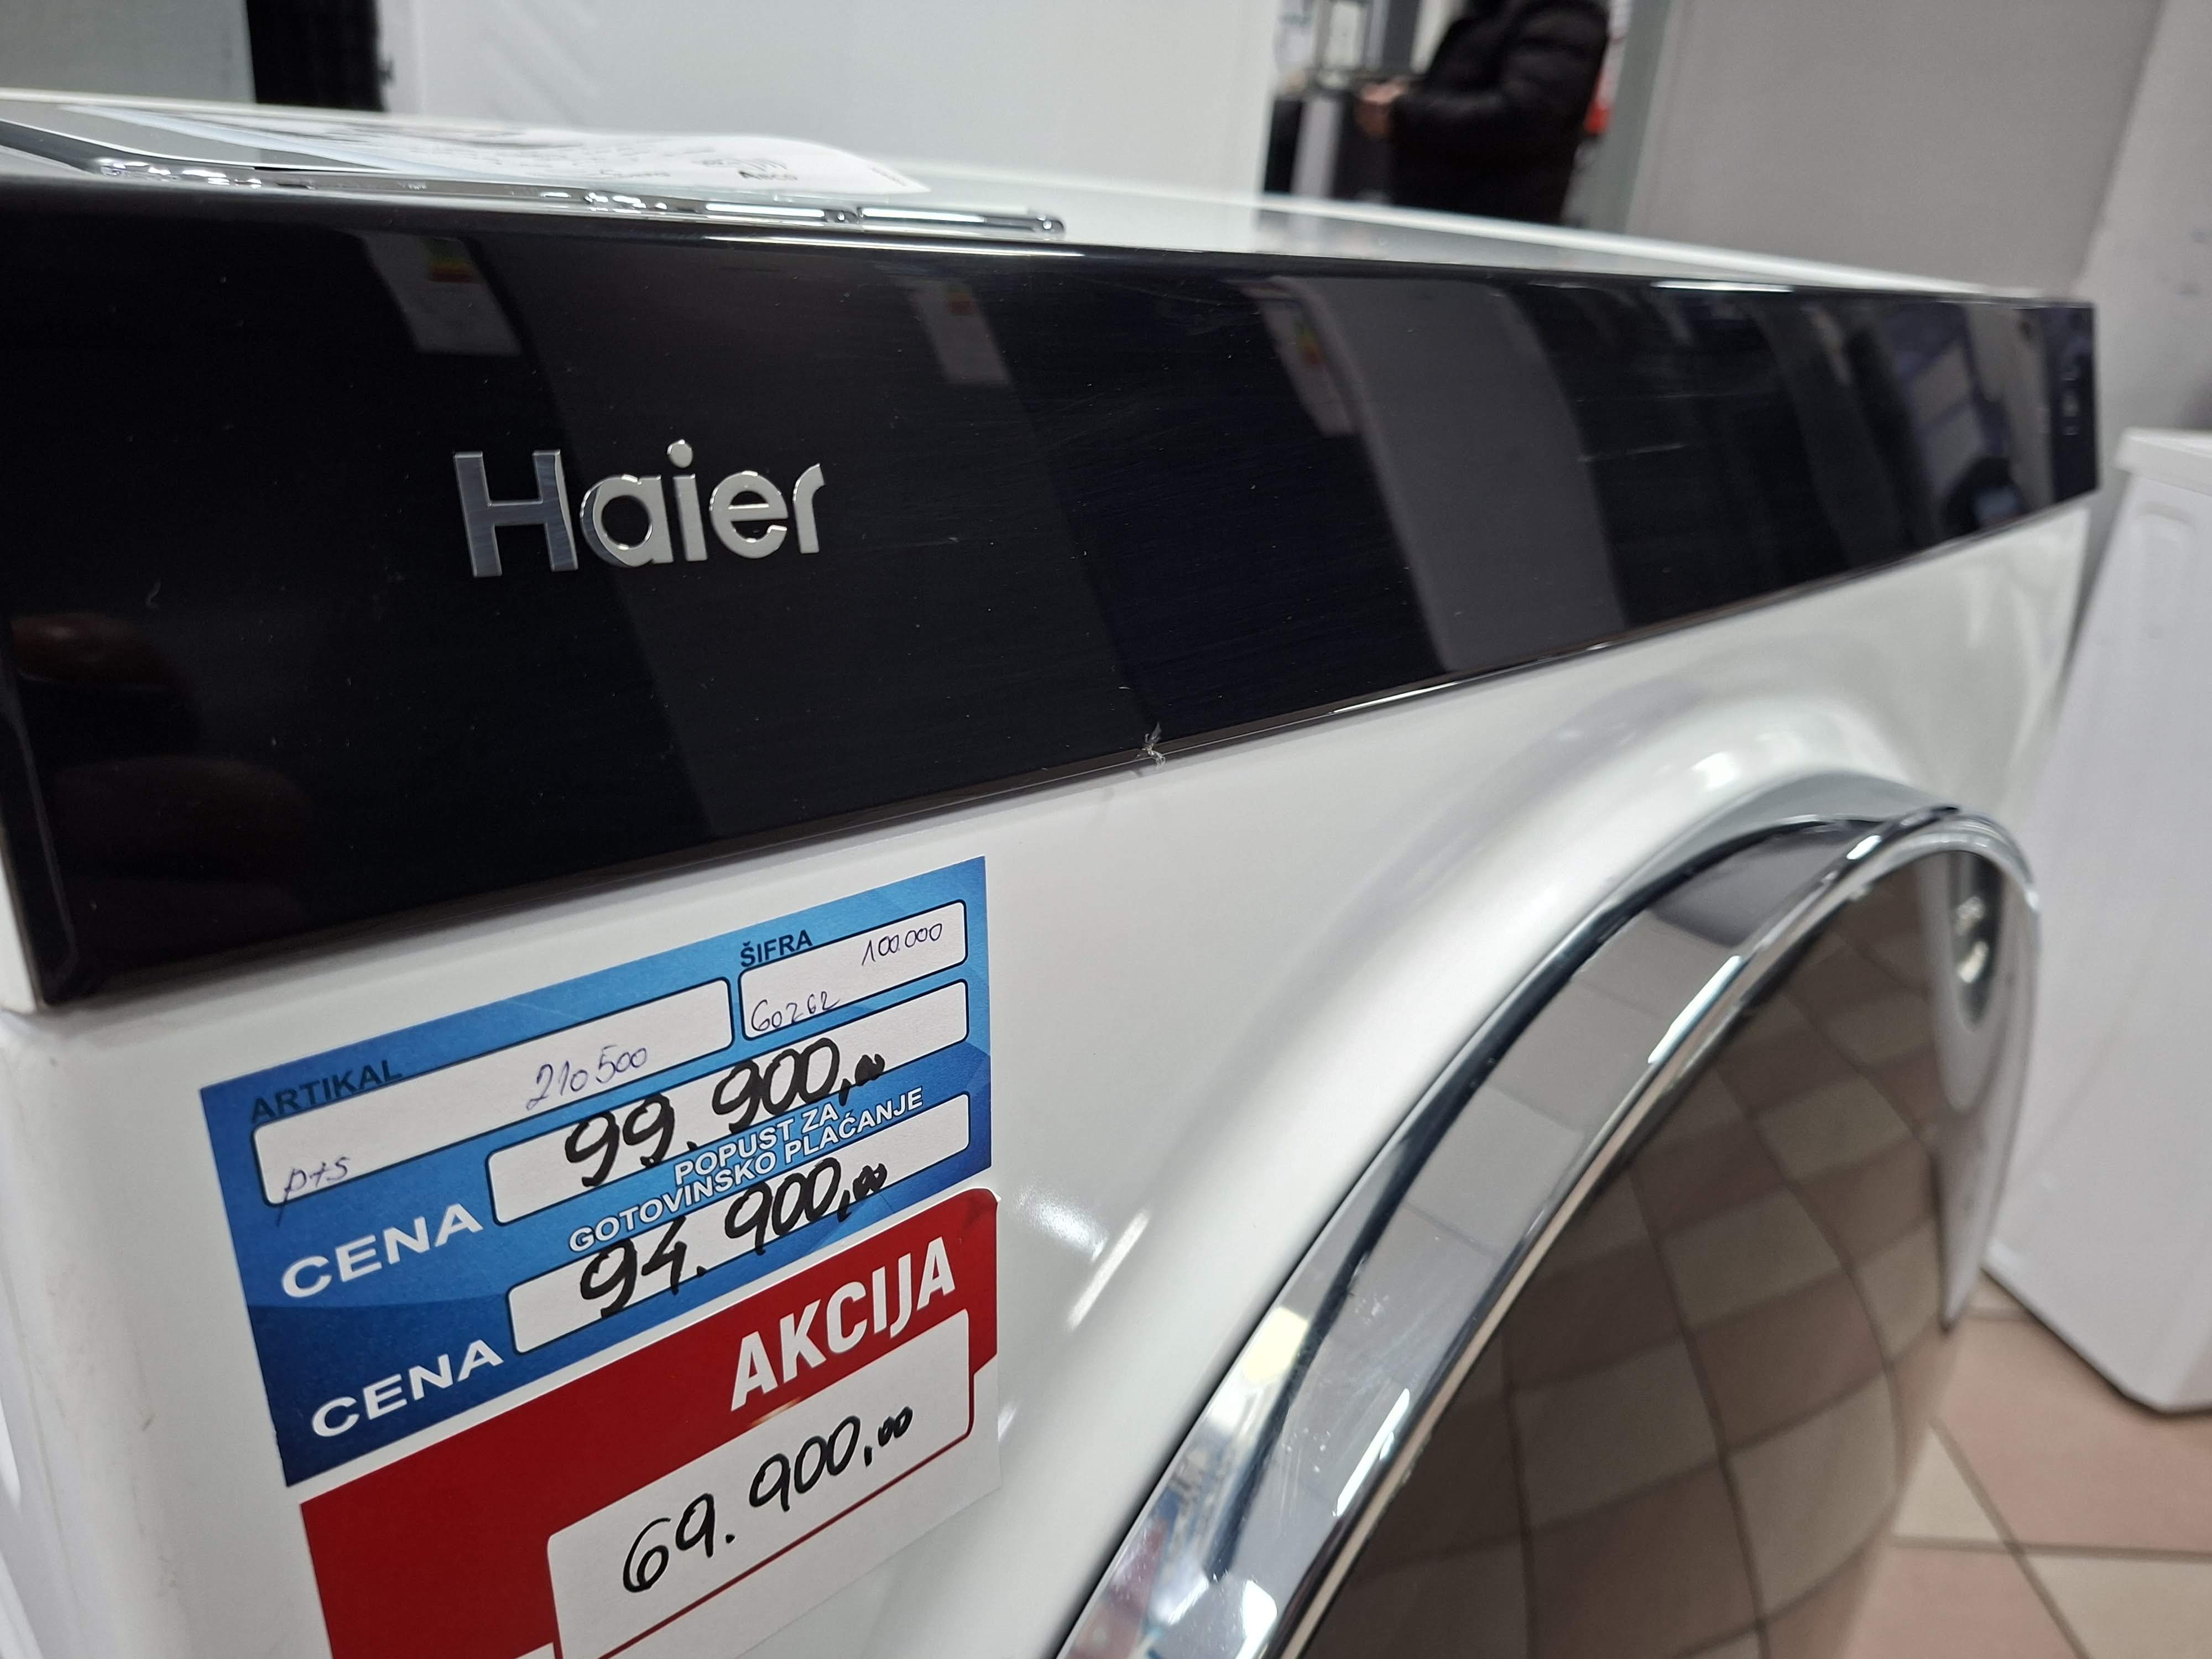 Haier
ARTIKAL
210500
P75
ŠIFRA
100.000
60262
CENA
99.900,00
POPUST ZA
GOTOVINSKO PLAĆANJE
CENA
94.900,00
AKCIJA
69.900,00